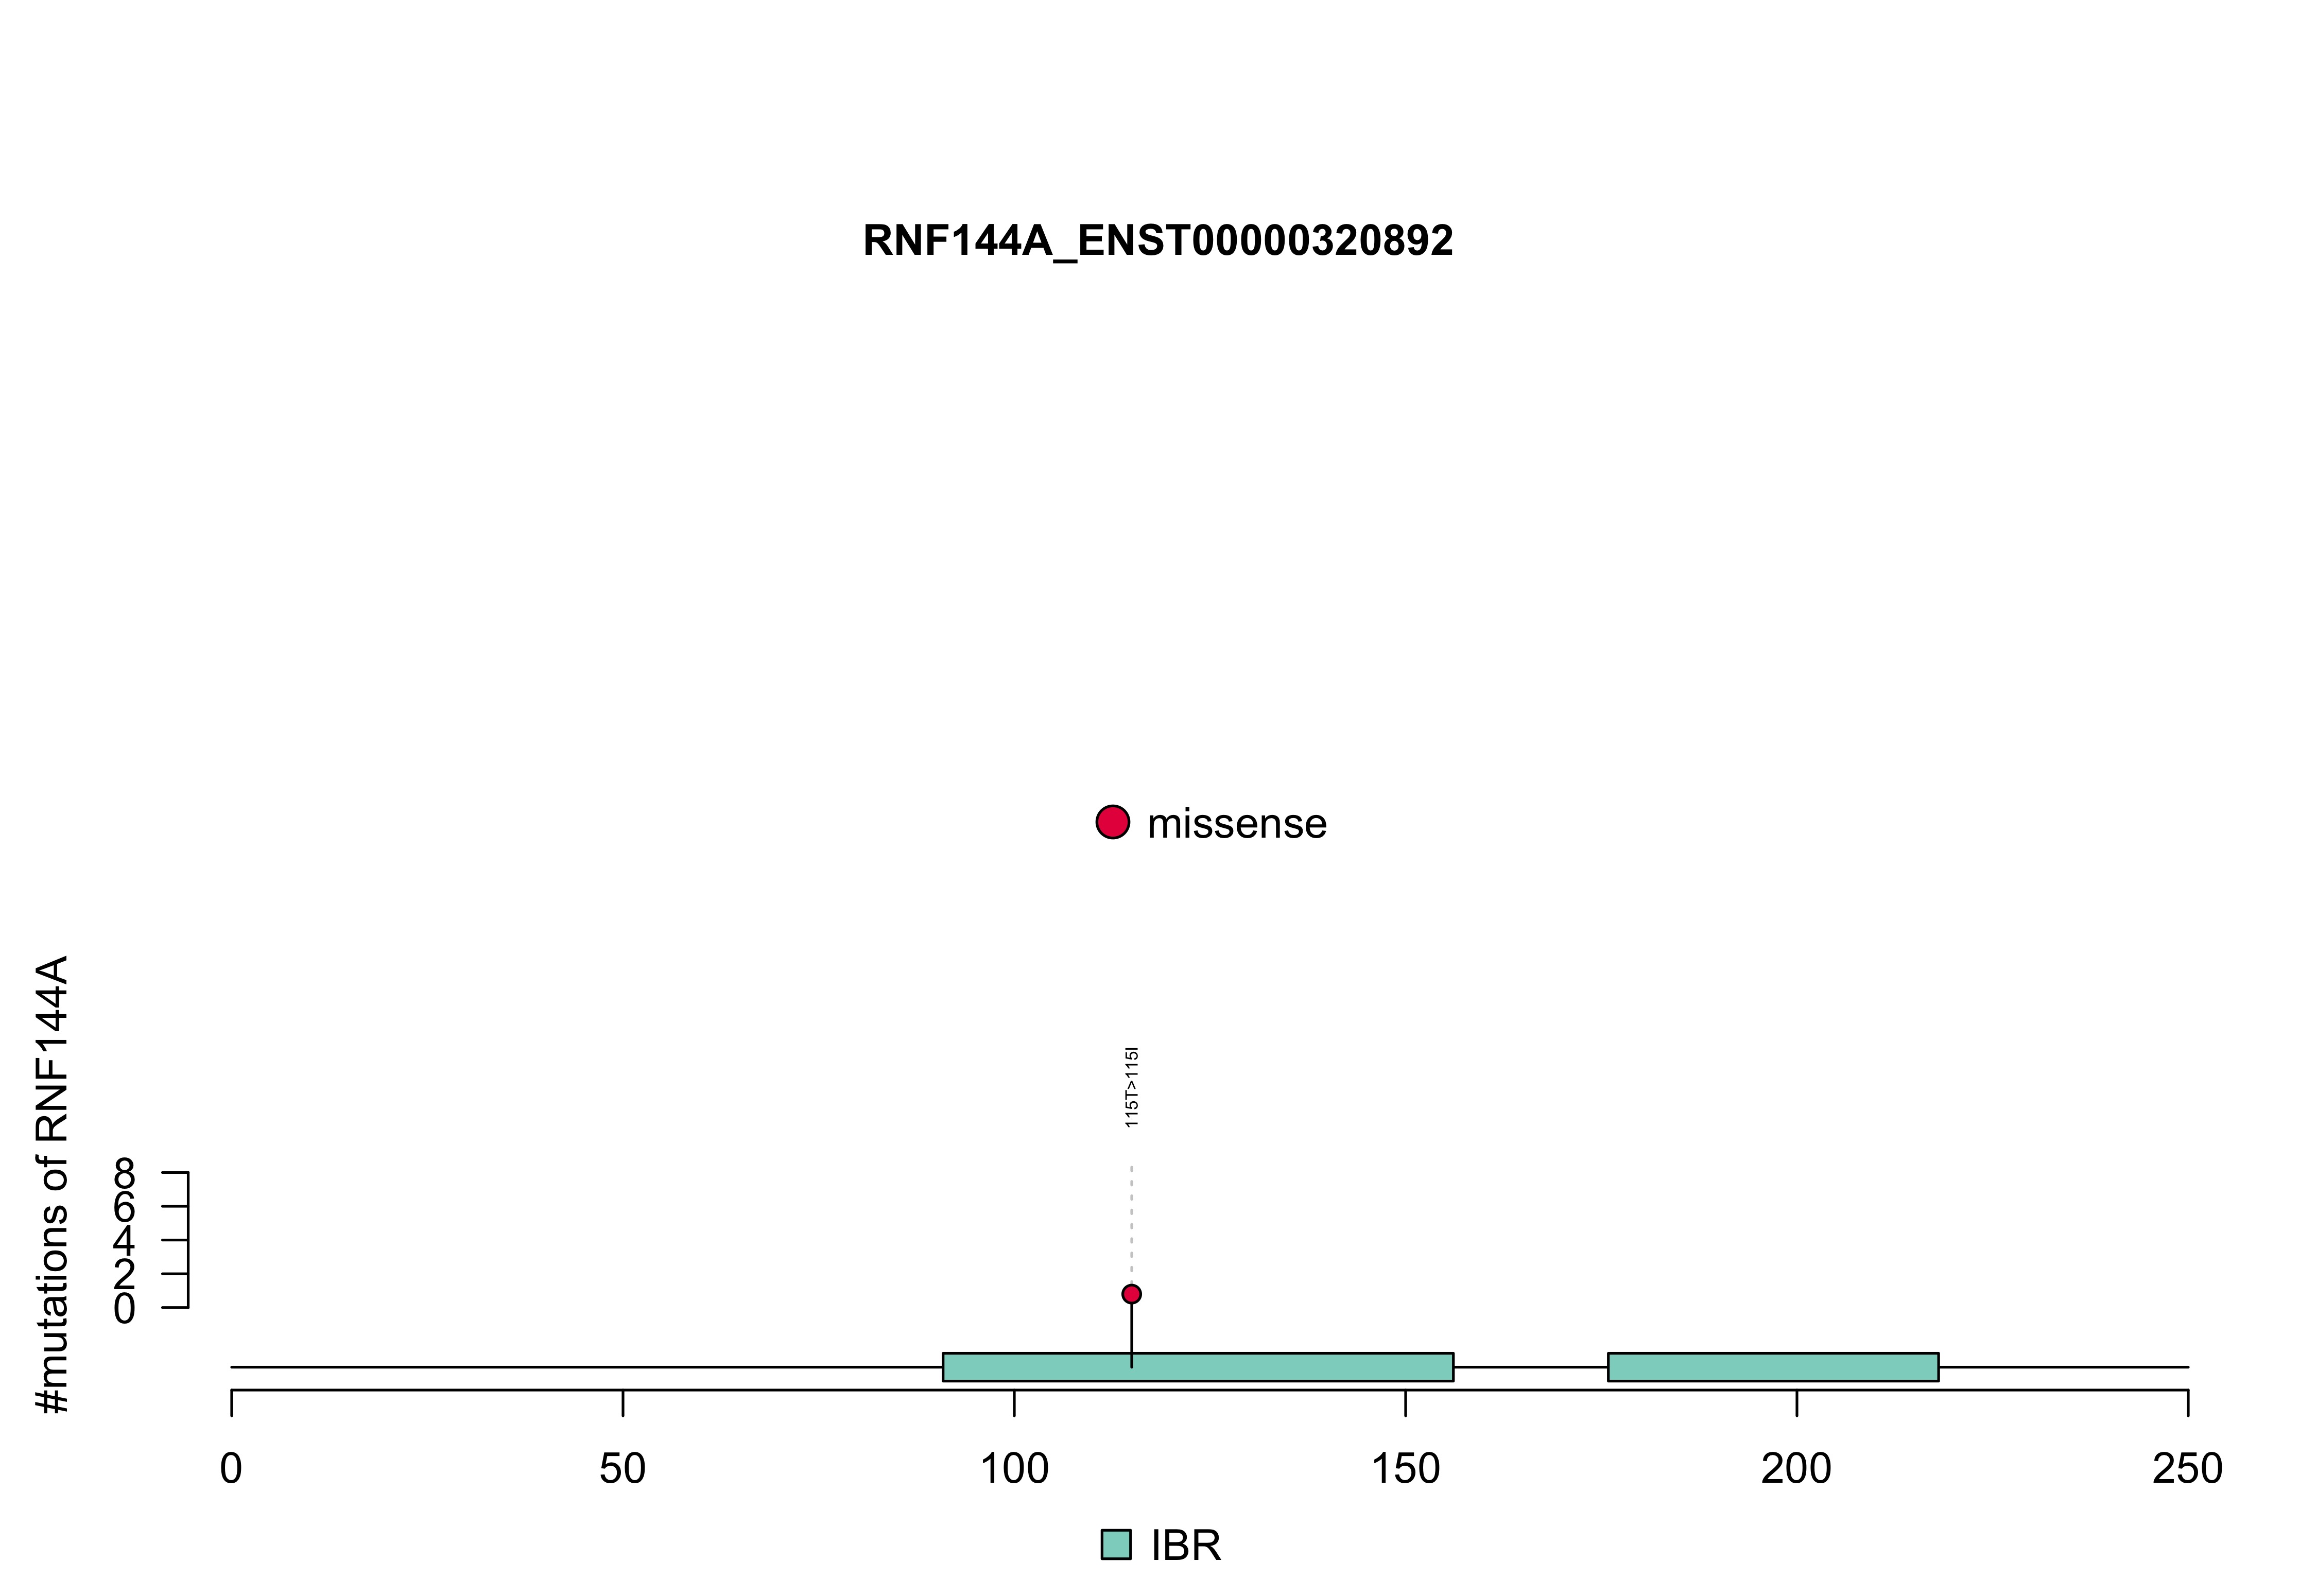 RNF144A_ENST00000320892
missense
#mutations of RNF144A
115T>115I
8
6
4
2
0
0 50 100 150 200 250
IBR